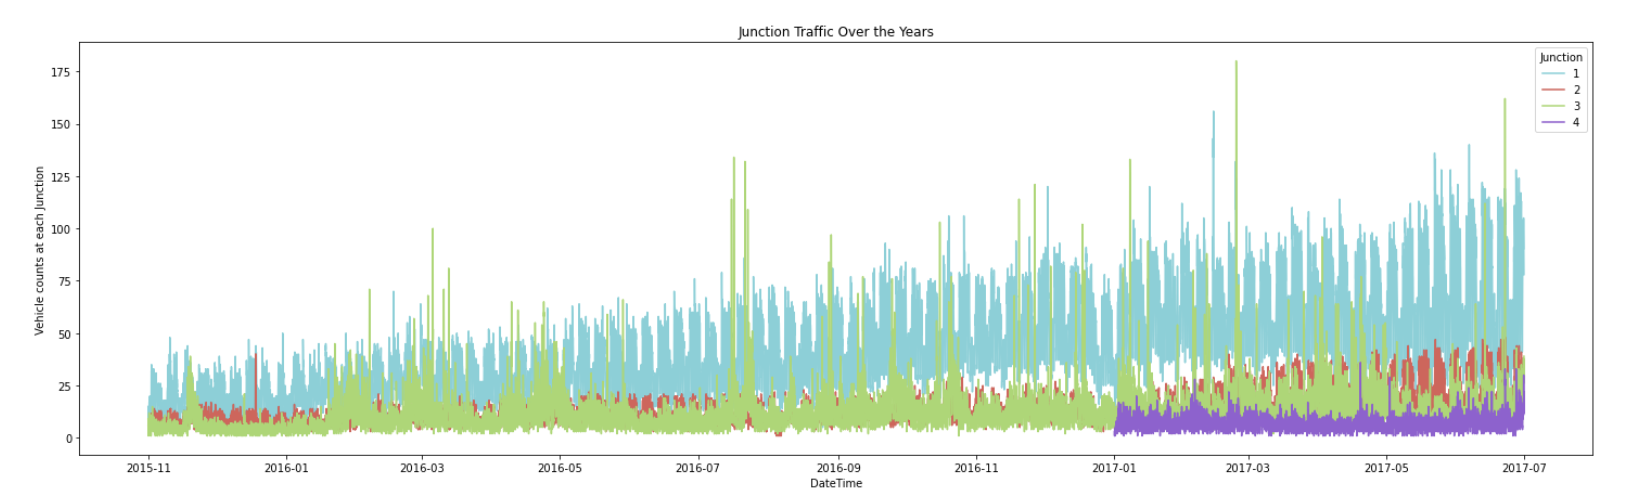 Junction Traffic Over the Years
Vehicle counts at each Junction
175
150
125
100
75
50
25
0
Junction
1
2
3
4
2015-11 2016-01 2016-03 2016-05 2016-07 2016-09 2016-11 2017-01 2017-03 2017-05 2017-07
DateTime